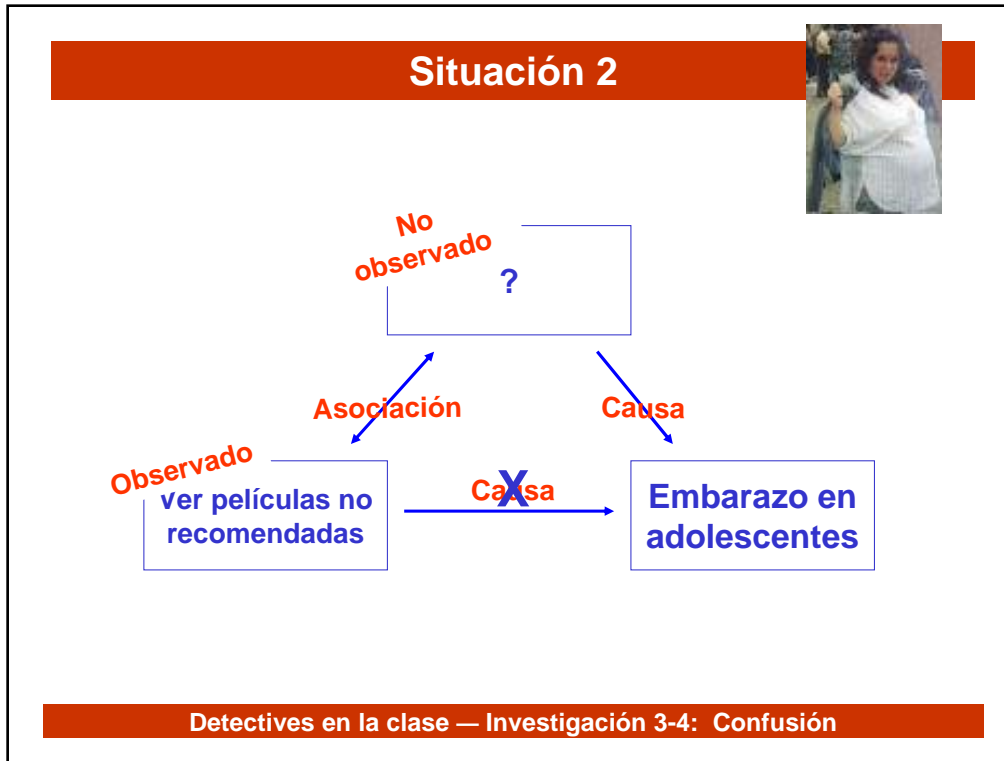 Situación 2
No
observado
?
Asociación
Causa
Observado
Ver películas no
recomendadas
Causa
X
Embarazo en
adolescentes
Detectives en la clase — Investigación 3-4: Confusión